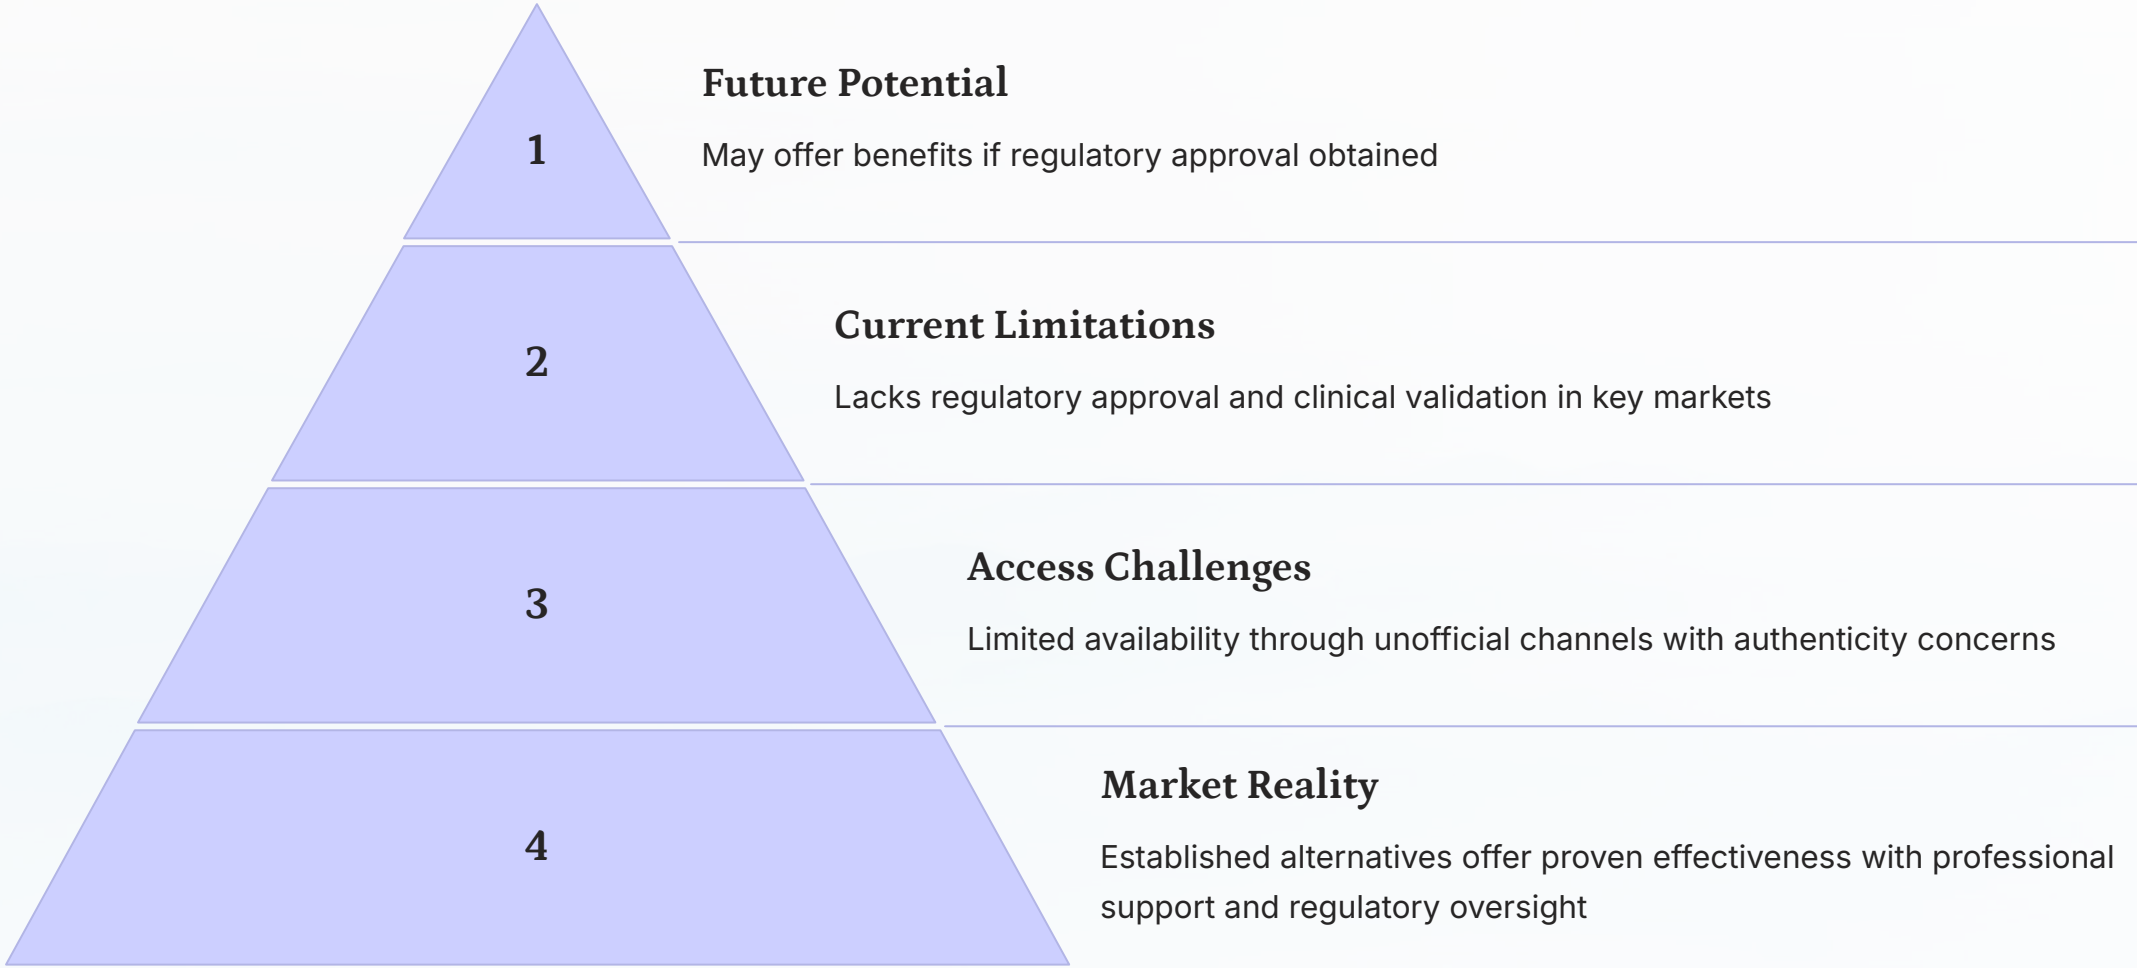 1
Future Potential
May offer benefits if regulatory approval obtained
2
Current Limitations
Lacks regulatory approval and clinical validation in key markets
3
Access Challenges
Limited availability through unofficial channels with authenticity concerns
4
Market Reality
Established alternatives offer proven effectiveness with professional
support and regulatory oversight